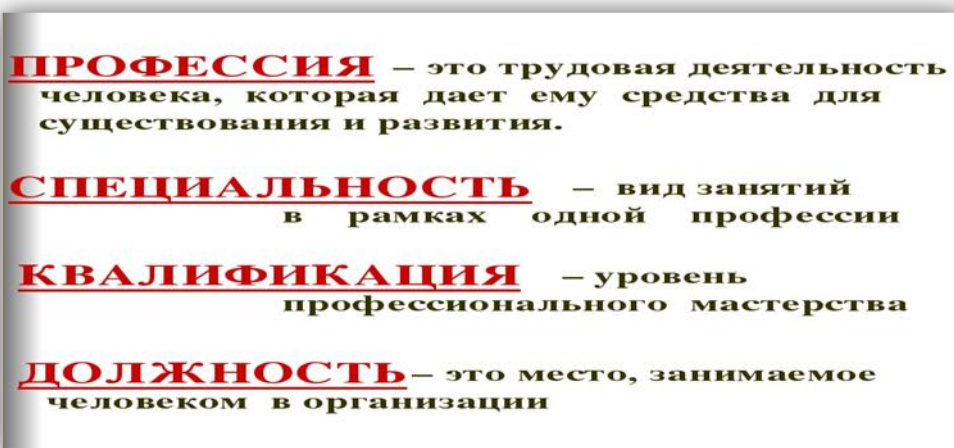 ПРОФЕССИЯ – это трудовая деятельность
человека, которая дает ему средства для
существования и развития.
СПЕЦИАЛЬНОСТЬ – вид занятий
в рамках одной профессии
КВАЛИФИКАЦИЯ – уровень
профессионального мастерства
ДОЛЖНОСТЬ – это место, занимаемое
человеком в организации